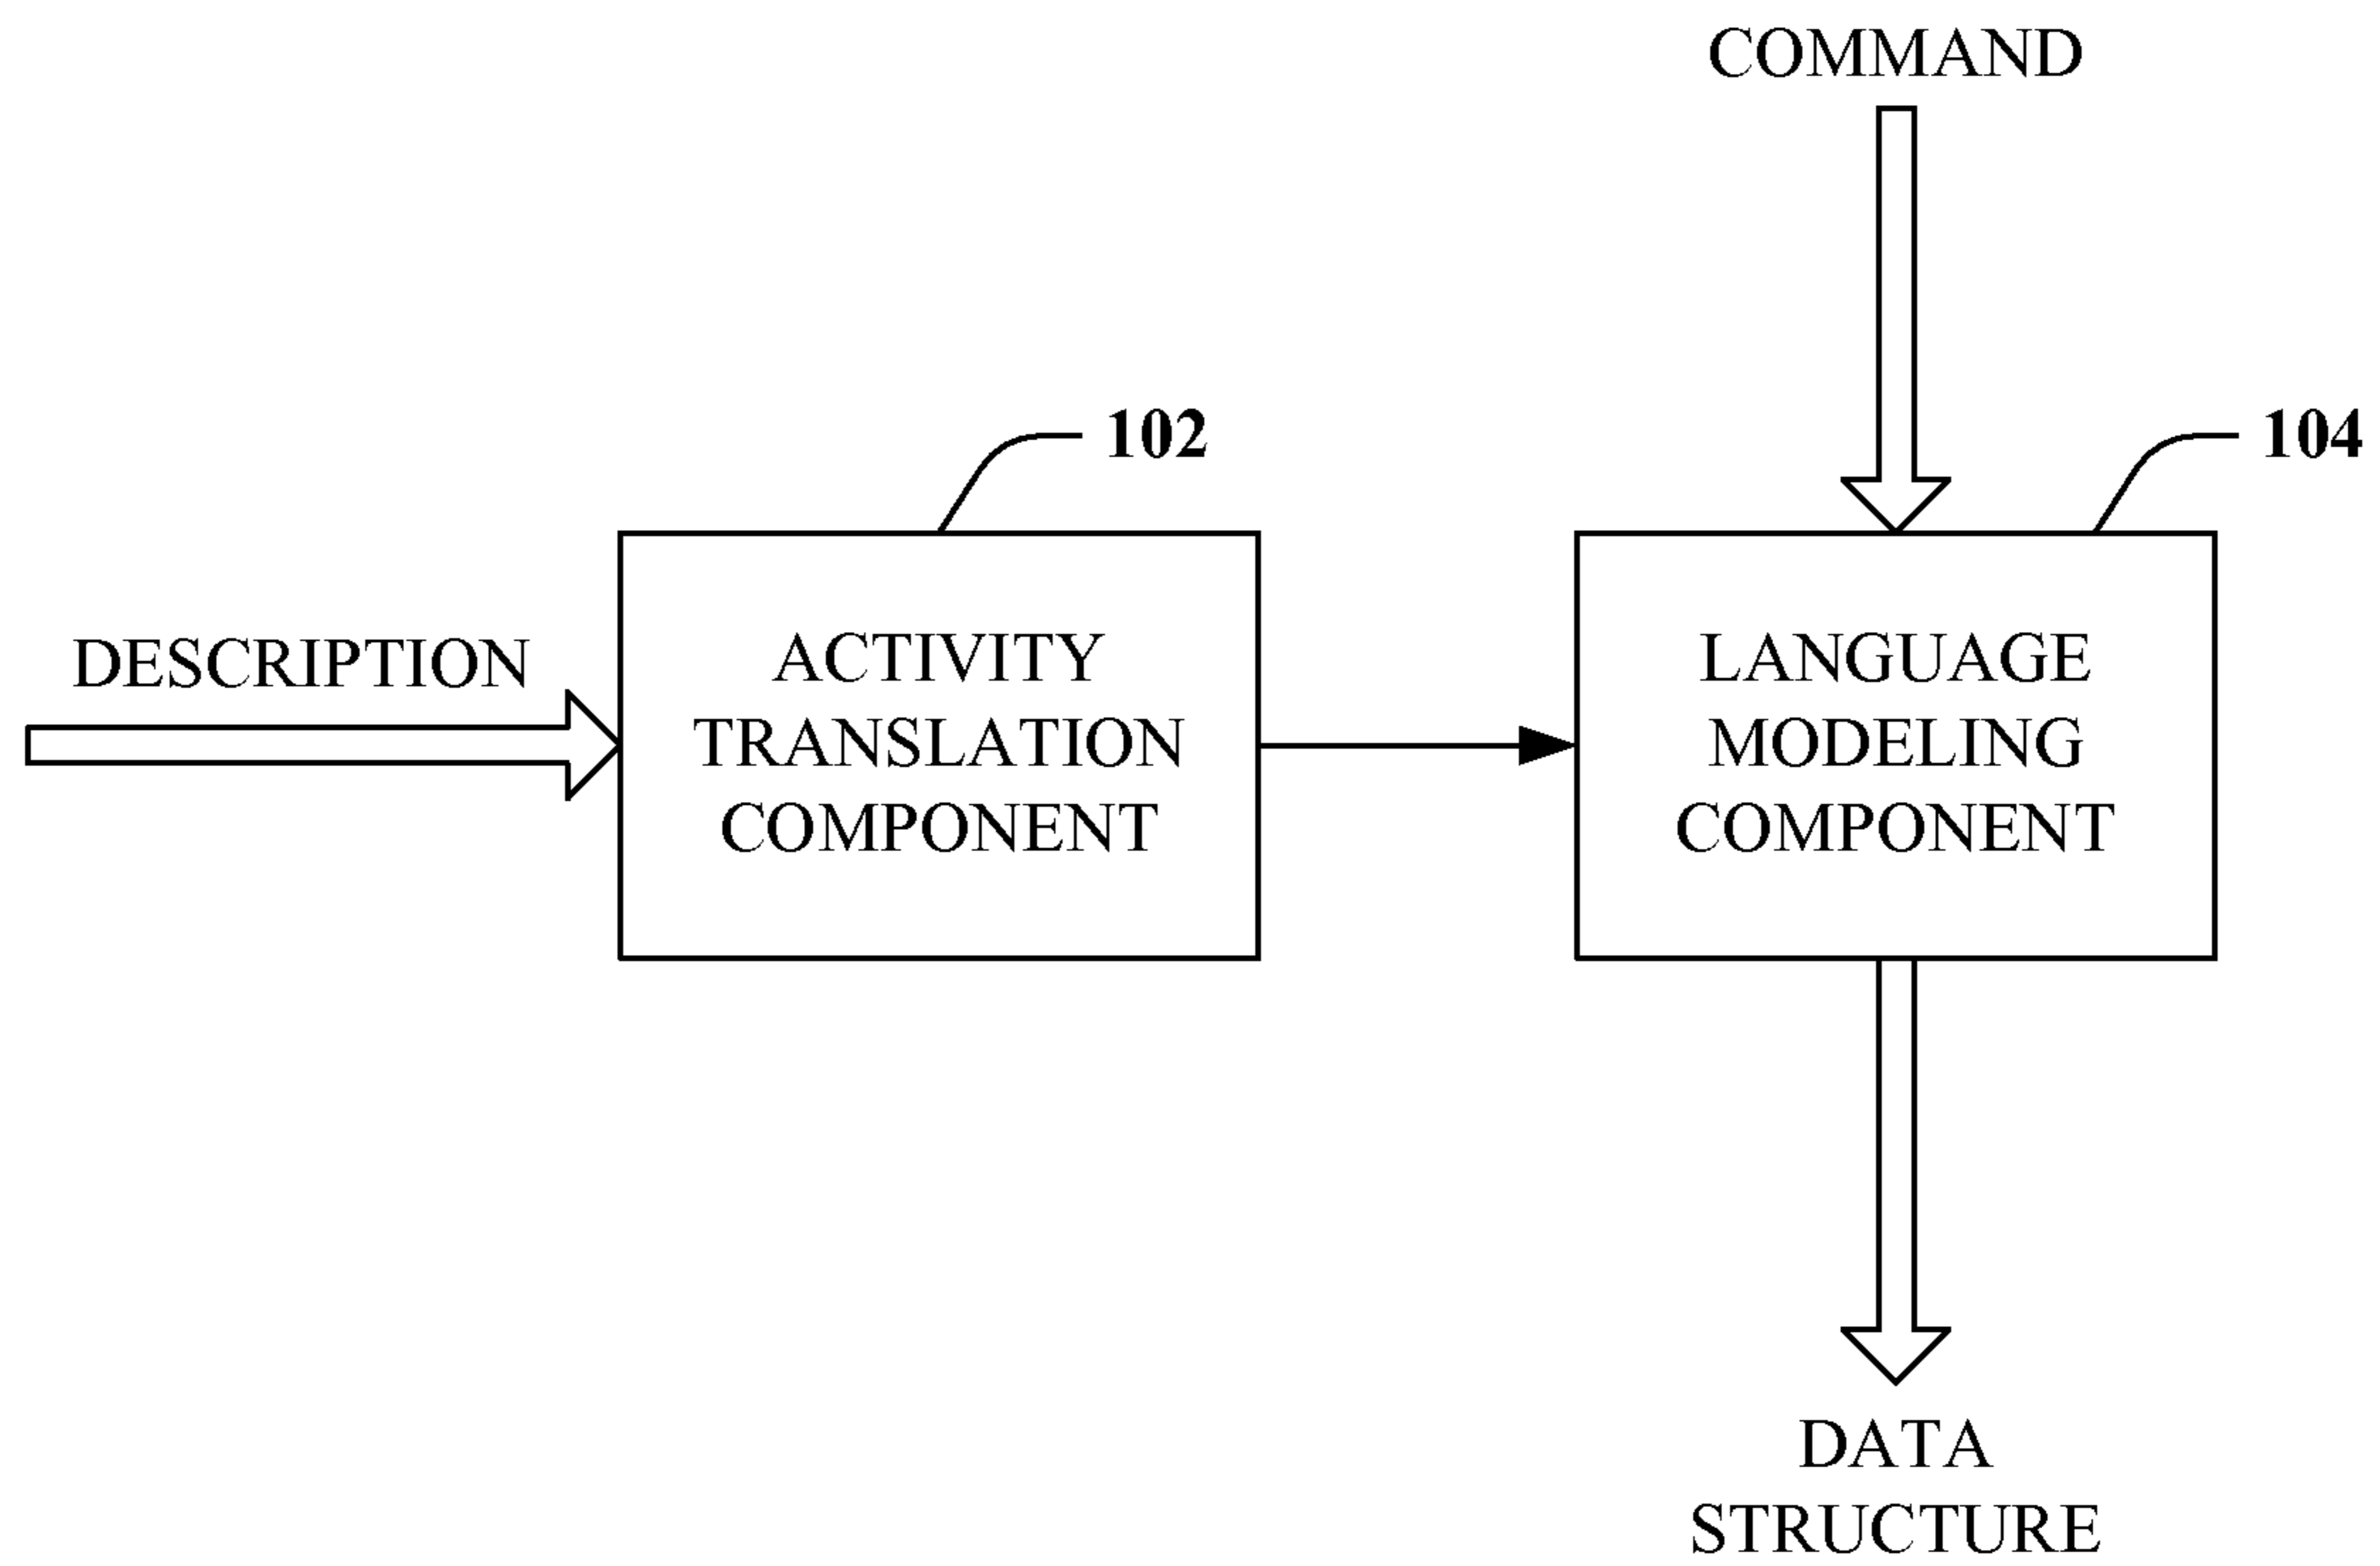 COMMAND
102
104
DESCRIPTION
ACTIVITY
TRANSLATION
COMPONENT
LANGUAGE
MODELING
COMPONENT
DATA
STRUCTURE